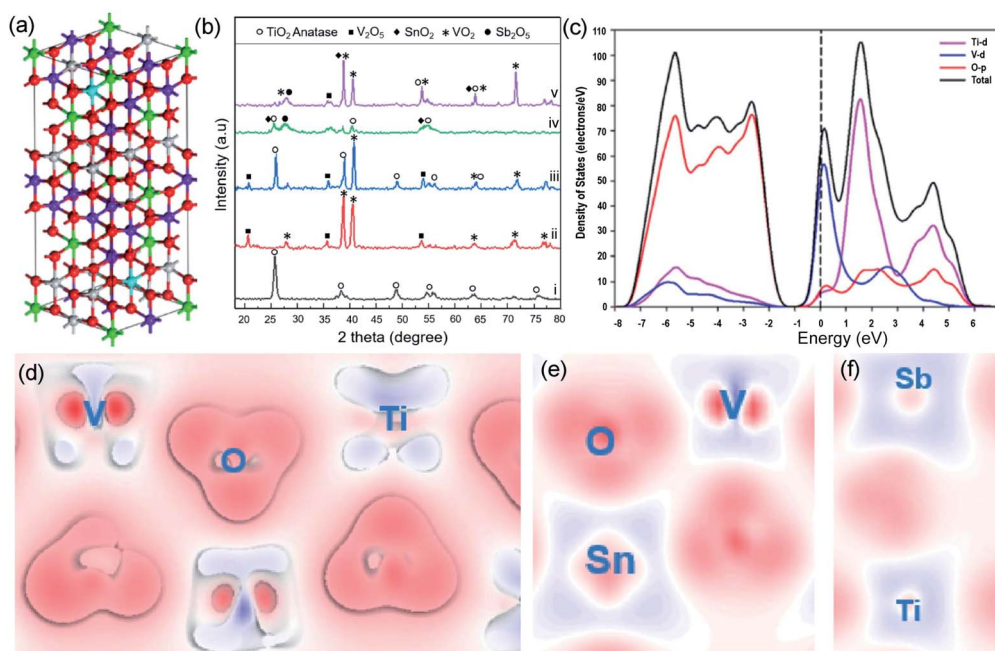 (a)
(b)
○ TiO2 Anatase ■ V2O5 ◆ SnO2 * VO2 ● Sb2O5
Intensity (a.u)
v
iv
iii
ii
i
20 25 30 35 40 45 50 55 60 65 70 75 80
2 theta (degree)
(c)
Density of States (electrons/eV)
110
100
90
80
70
60
50
40
30
20
10
0
Ti-d
V-d
O-p
Total
-8 -7 -6 -5 -4 -3 -2 -1 0 1 2 3 4 5 6
Energy (eV)
(d)
V
O
Ti
(e)
O
V
Sn
(f)
Sb
Ti